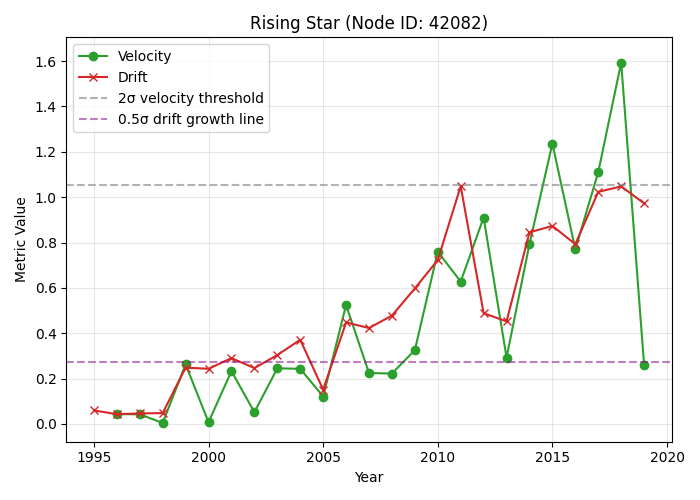 Rising Star (Node ID: 42082)
Velocity
Drift
2σ velocity threshold
0.5σ drift growth line
Metric Value
1.6
1.4
1.2
1.0
0.8
0.6
0.4
0.2
0.0
1995 2000 2005 2010 2015 2020
Year